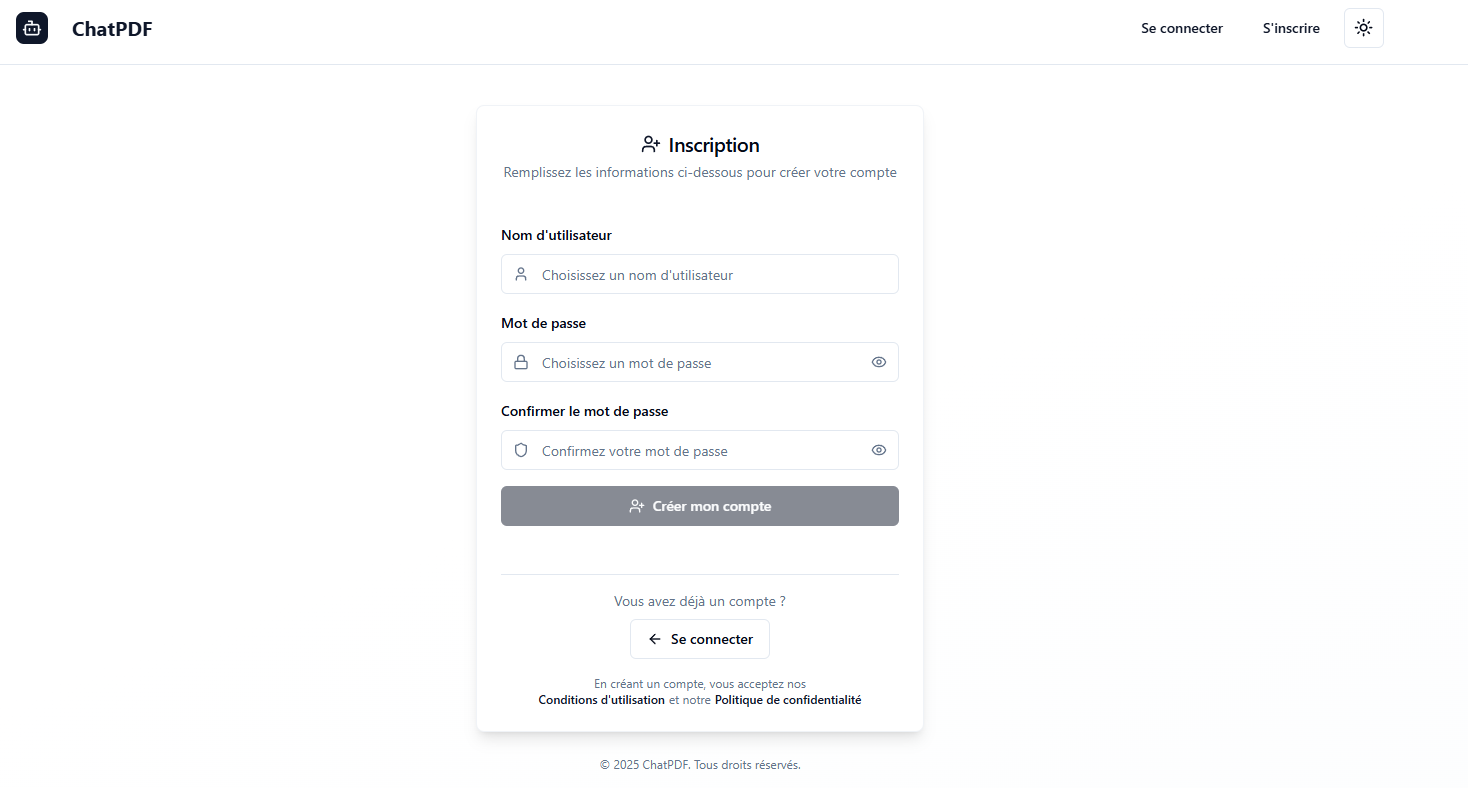 ChatPDF
Se connecter
S'inscrire
Inscription
Remplissez les informations ci-dessous pour créer votre compte
Nom d'utilisateur
Choisissez un nom d'utilisateur
Mot de passe
Choisissez un mot de passe
Confirmer le mot de passe
Confirmez votre mot de passe
Créer mon compte
Vous avez déjà un compte ?
Se connecter
En créant un compte, vous acceptez nos
Conditions d'utilisation et notre Politique de confidentialité
© 2025 ChatPDF. Tous droits réservés.